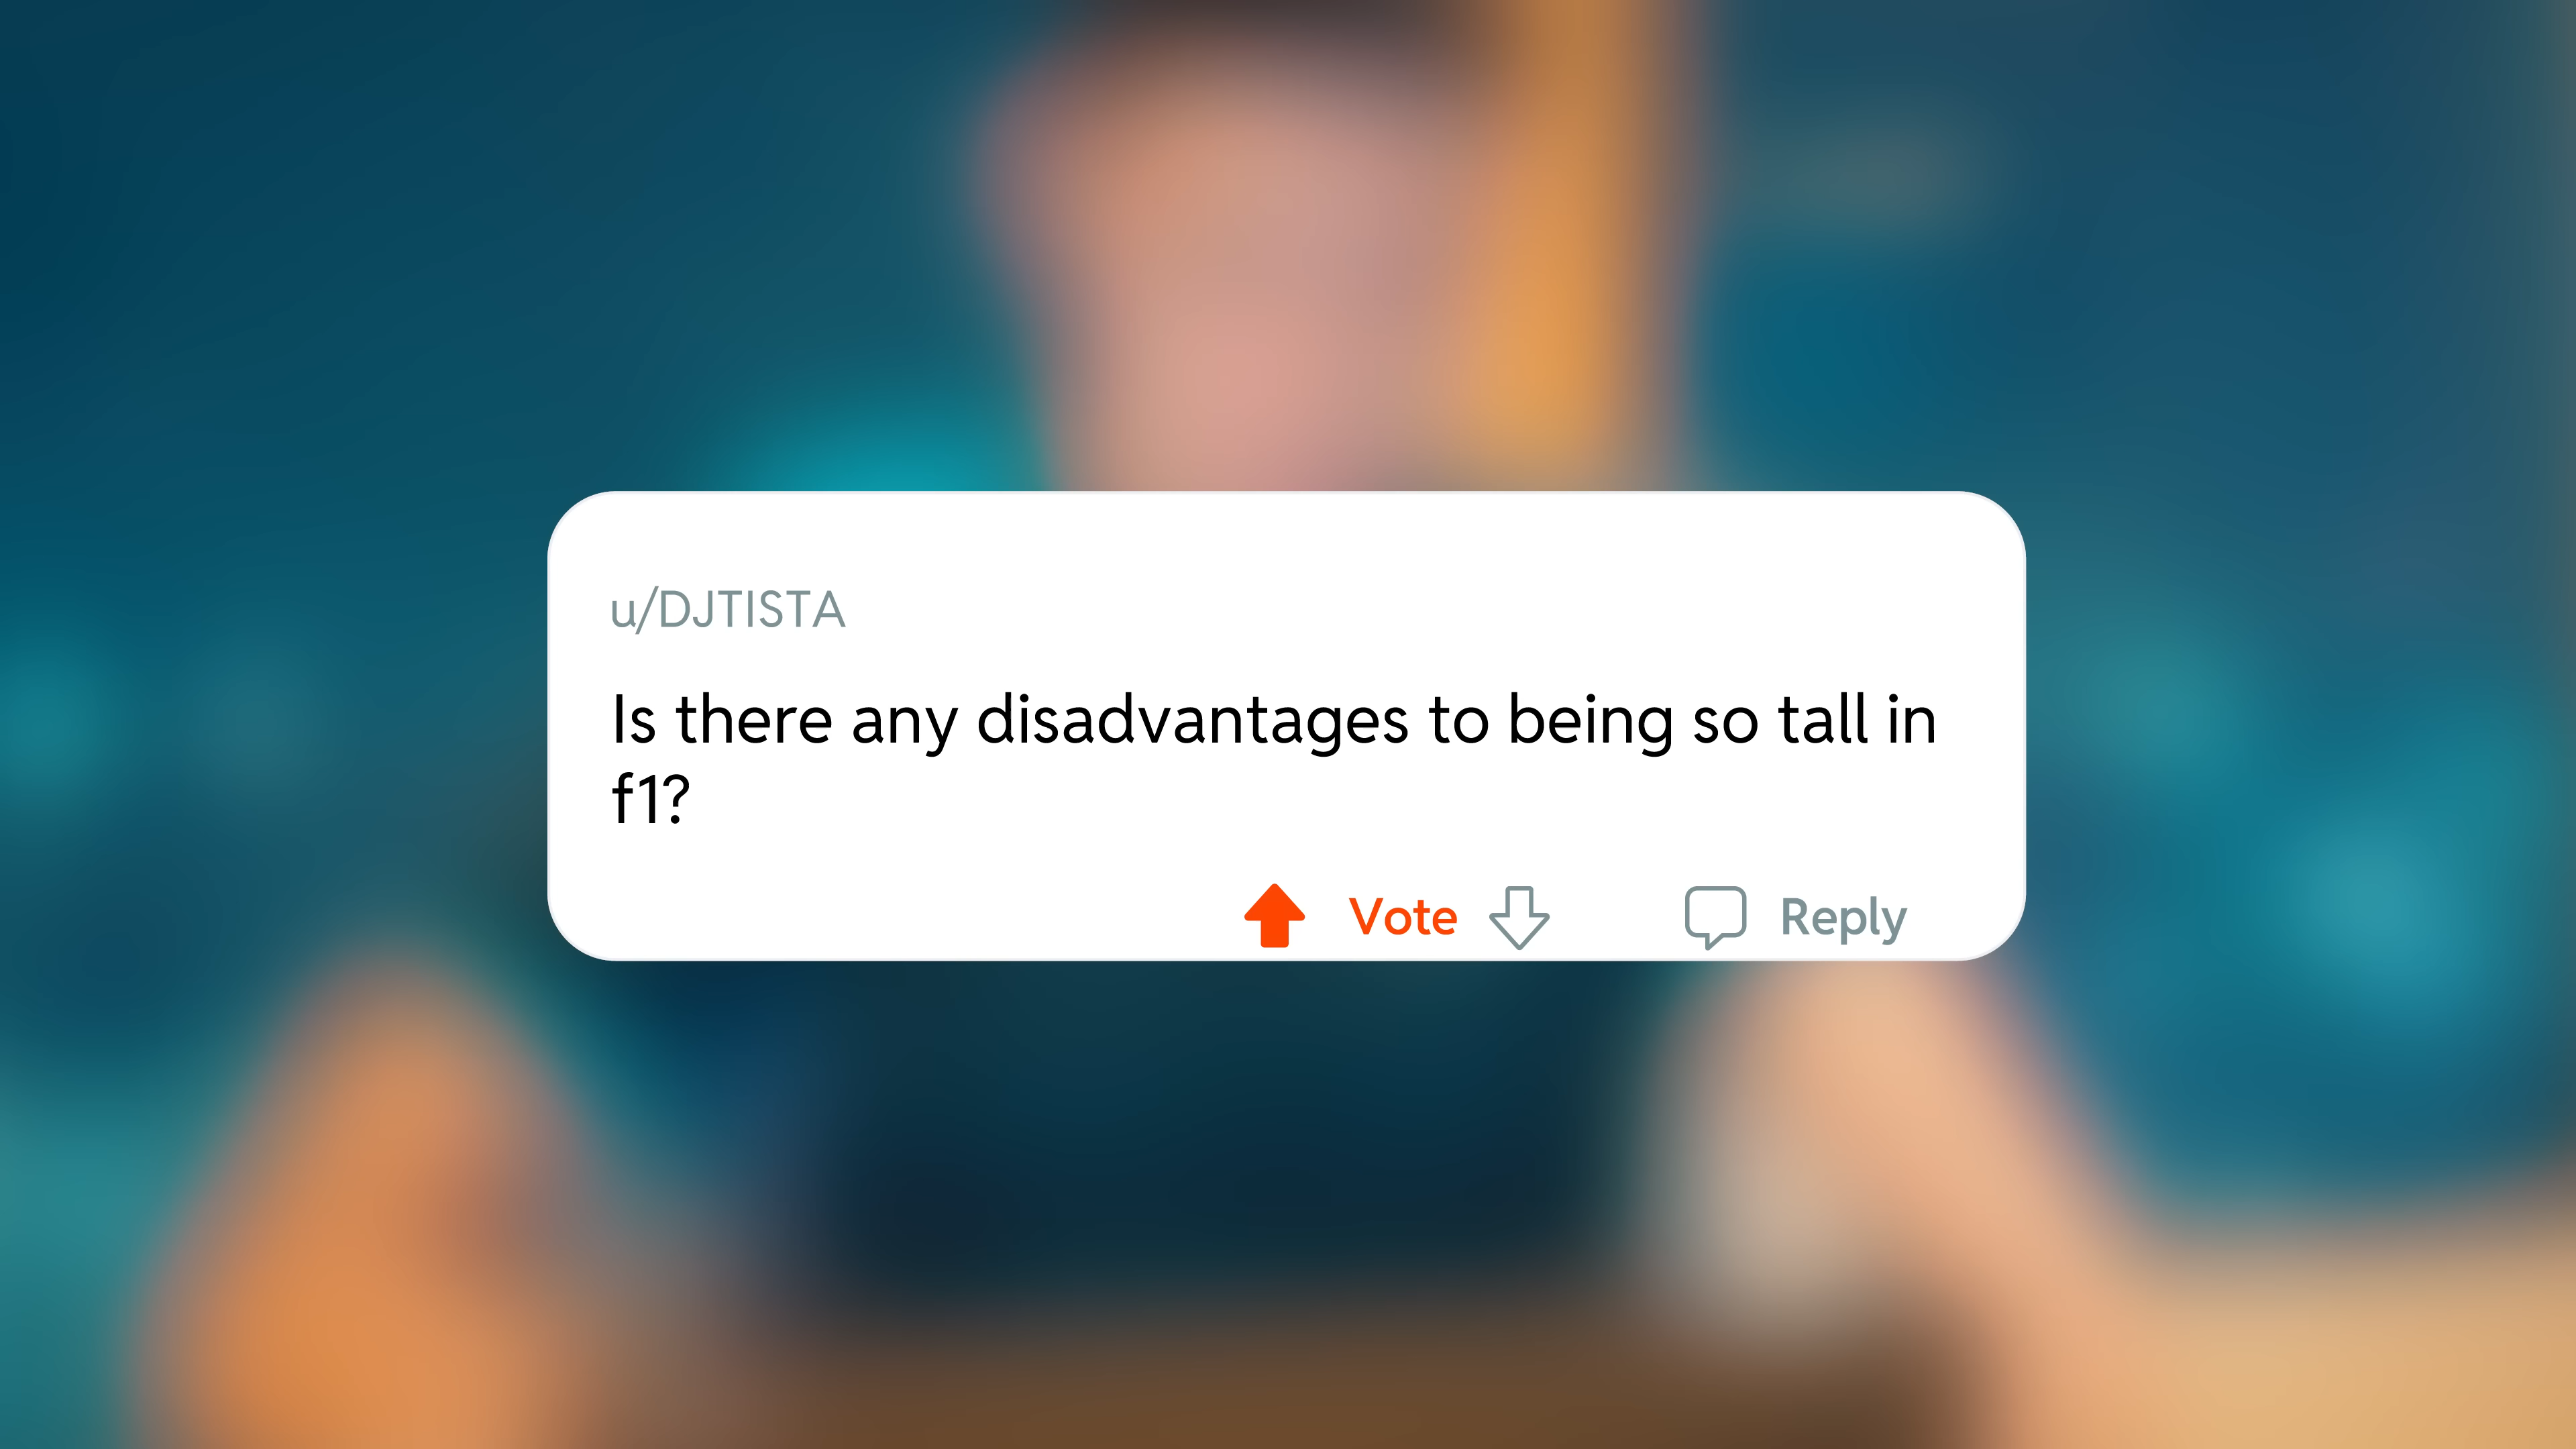 u/DJTISTA
Is there any disadvantages to being so tall in
f1?
Vote
Reply